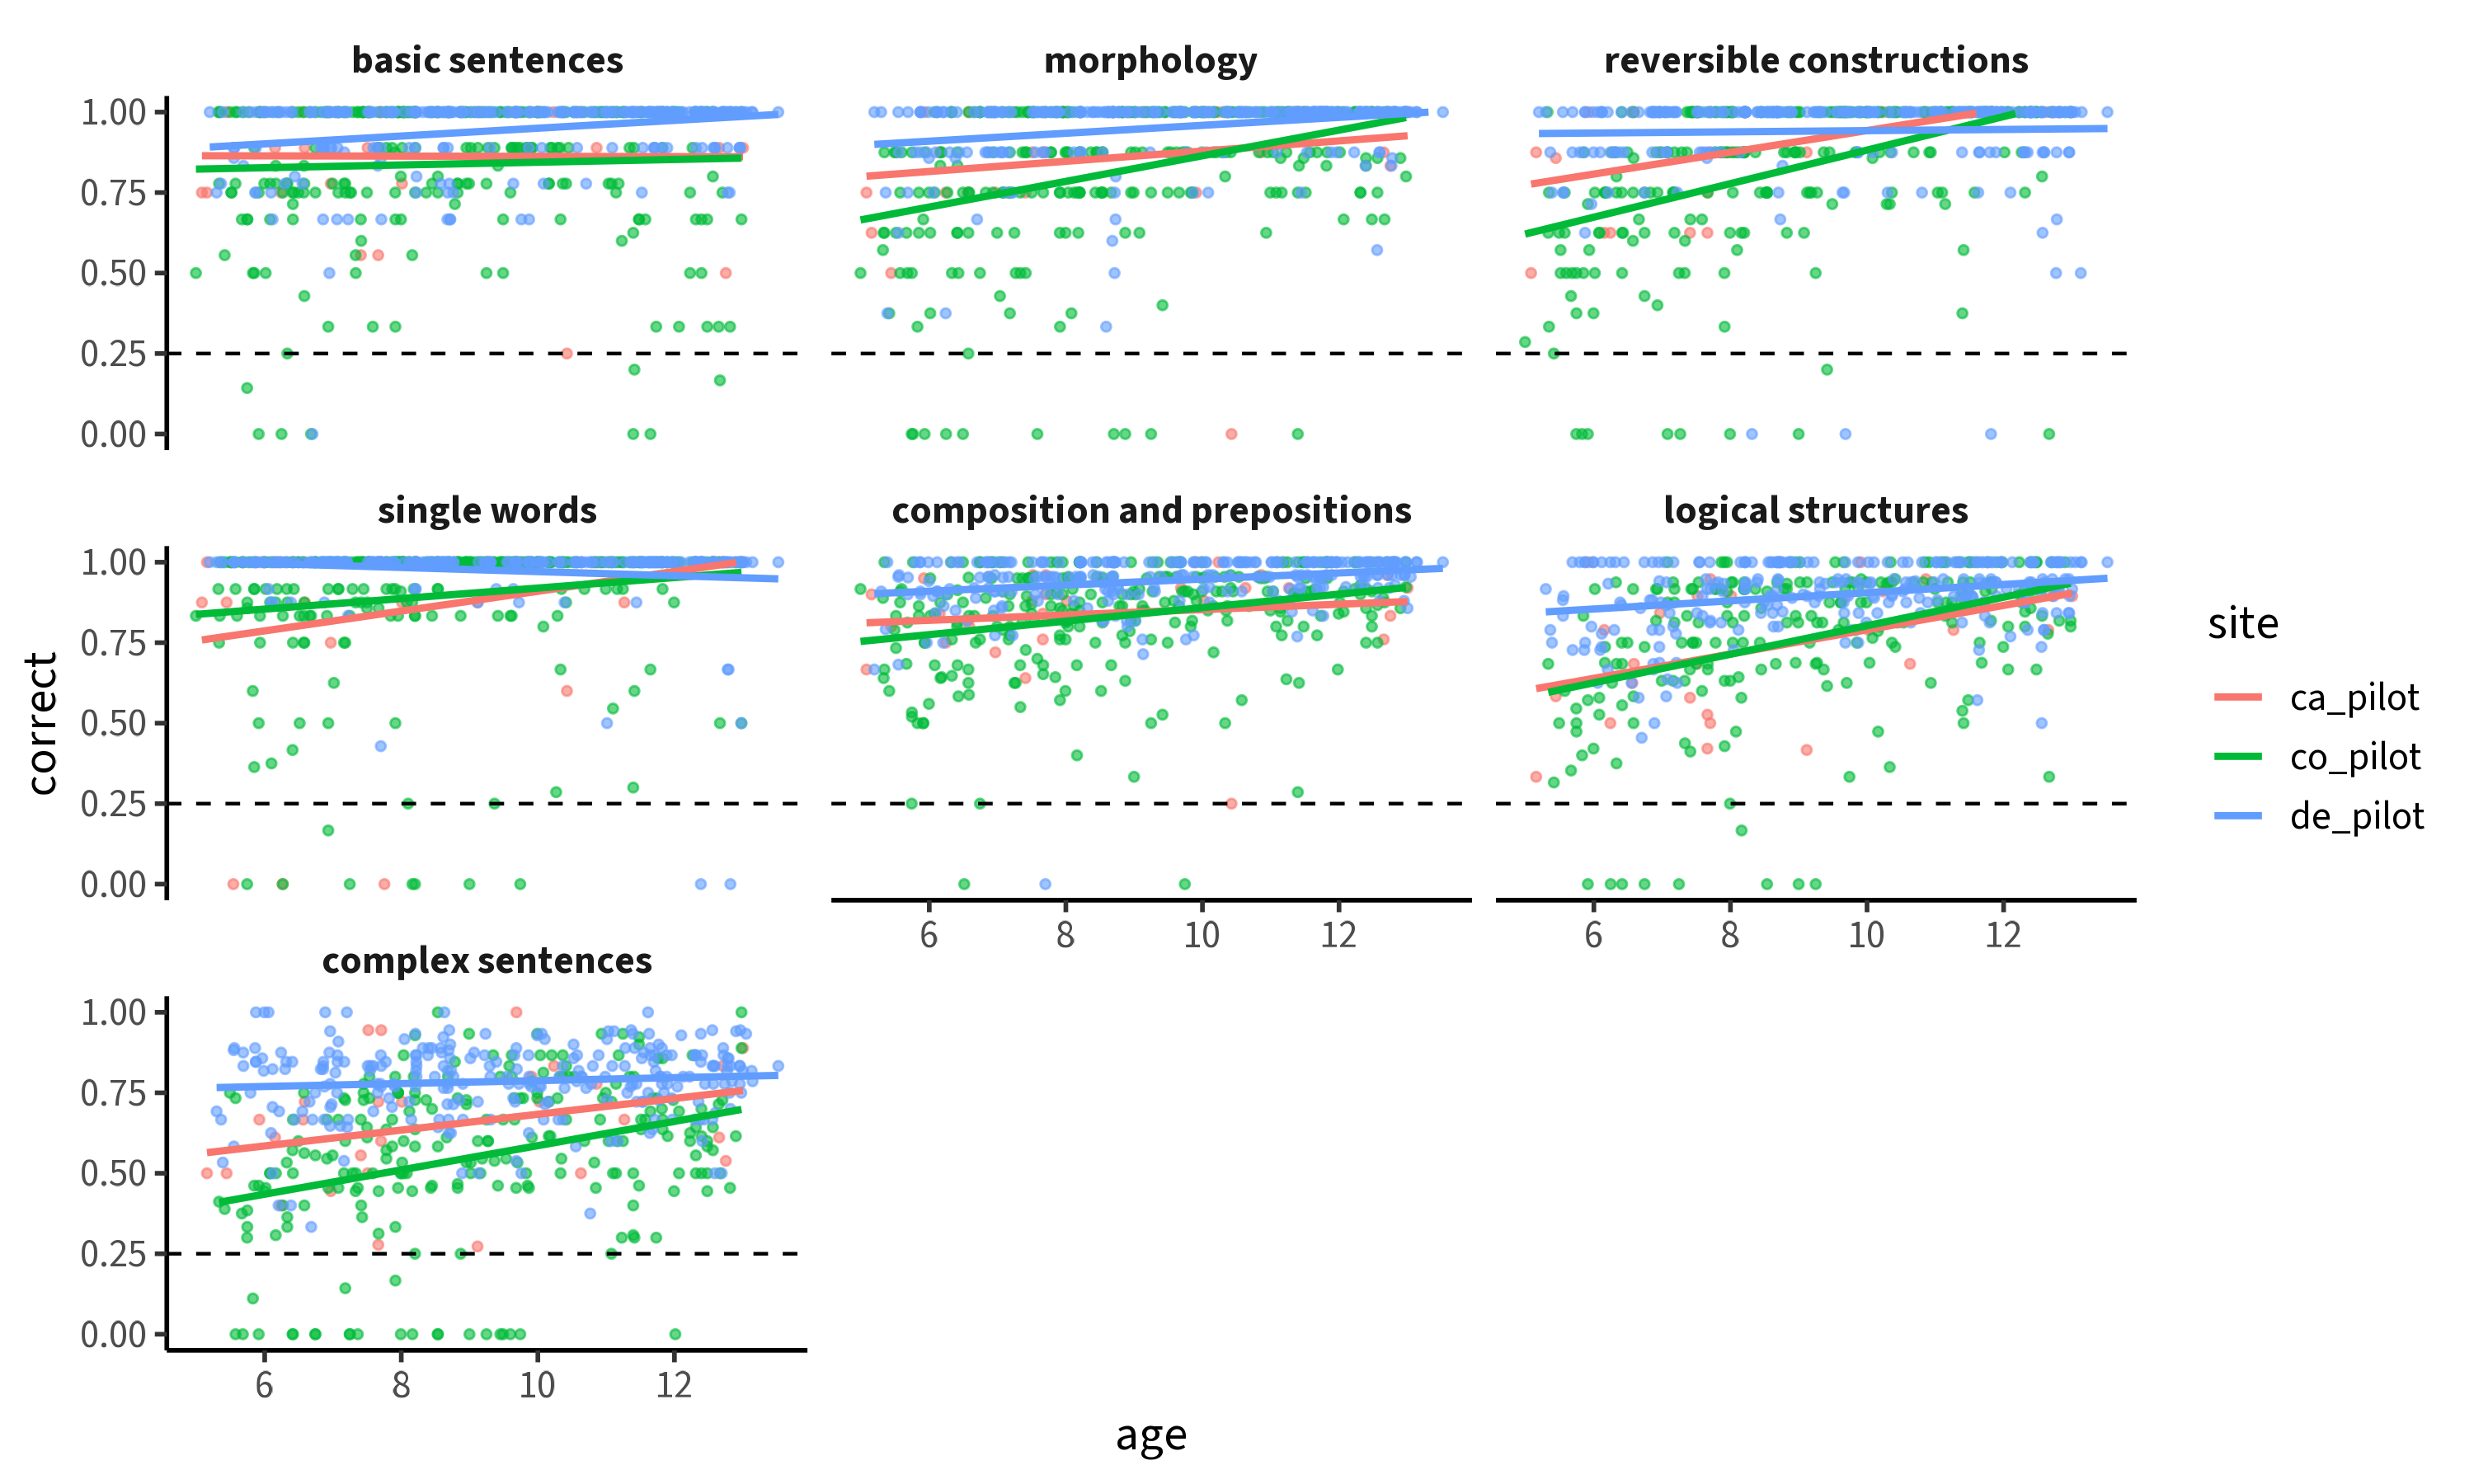 basic sentences
morphology
reversible constructions
1.00
0.75
0.50
0.25
0.00
single words
composition and prepositions
logical structures
1.00
0.75
0.50
0.25
0.00
6 8 10 12
6 8 10 12
complex sentences
1.00
0.75
0.50
0.25
0.00
6 8 10 12
correct
age
site
ca_pilot
co_pilot
de_pilot